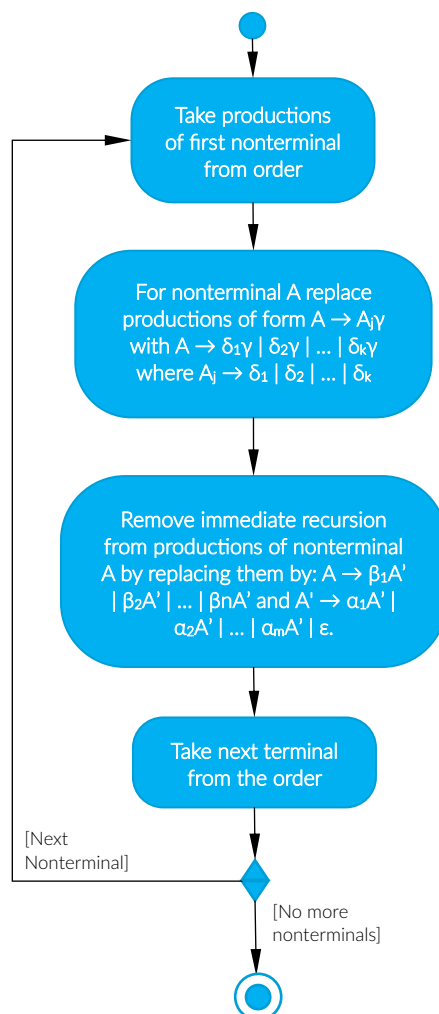 Take productions
of first nonterminal
from order
For nonterminal A replace
productions of form A → Aⱼγ
with A → δ₁γ | δ₂γ | ... | δₖγ
where Aⱼ → δ₁ | δ₂ | ... | δₖ
Remove immediate recursion
from productions of nonterminal
A by replacing them by: A → β₁A’
| β₂A’ | ... | βnA’ and A' → α₁A’ |
α₂A’ | ... | αₘA’ | ε.
Take next terminal
from the order
[Next
Nonterminal]
[No more
nonterminals]